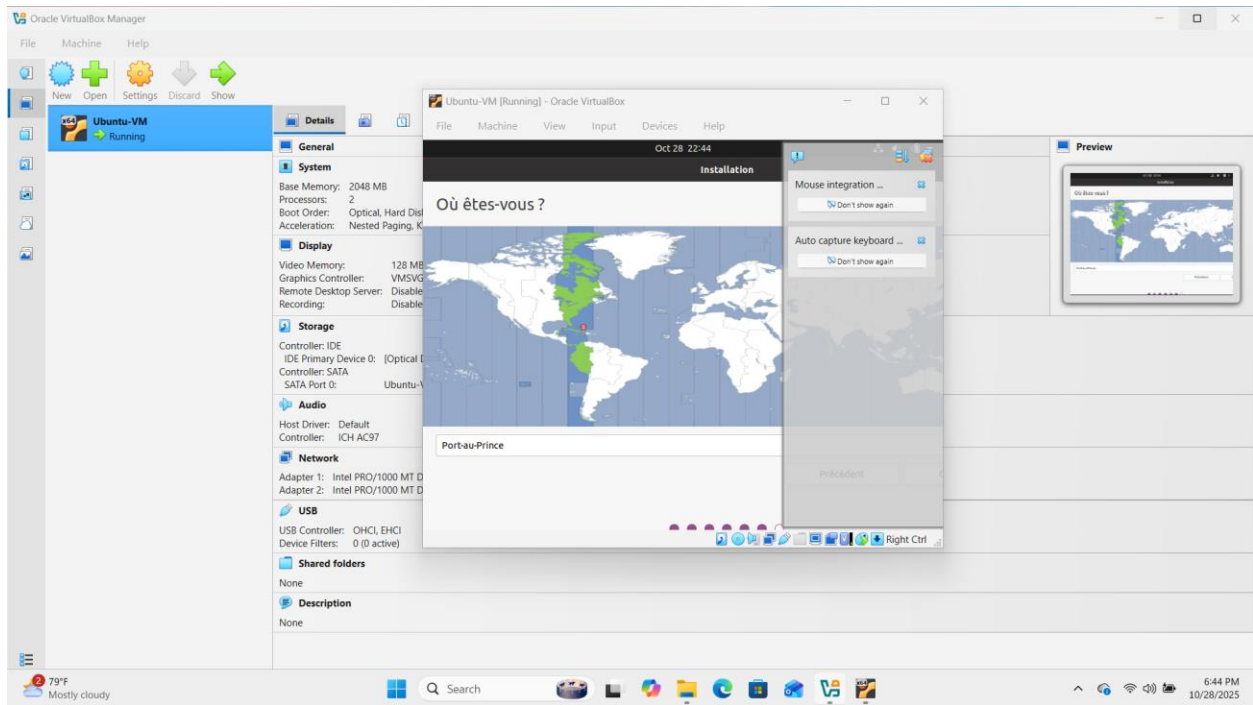 Oracle VirtualBox Manager
File Machine Help
New Open Settings Discard Show
Ubuntu-VM
Running
Details
General
System
Base Memory: 2048 MB
Processors: 2
Boot Order: Optical, Hard Dis
Acceleration: Nested Paging, K
Display
Video Memory: 128 MB
Graphics Controller: VMSVG
Remote Desktop Server: Disable
Recording: Disable
Storage
Controller: IDE
IDE Primary Device 0: [Optical
Controller: SATA
SATA Port 0: Ubuntu-V
Audio
Host Driver: Default
Controller: ICH AC97
Network
Adapter 1: Intel PRO/1000 MT D
Adapter 2: Intel PRO/1000 MT D
USB
USB Controller: OHCI, EHCI
Device Filters: 0 (0 active)
Shared folders
None
Description
None
Ubuntu-VM [Running] - Oracle VirtualBox
File Machine View Input Devices Help
Oct 28 22:44
Installation
Où êtes-vous ?
Port-au-Prince
Mouse integration ...
Don't show again
Auto capture keyboard ...
Don't show again
Précédent
Right Ctrl
Preview
Où êtes-vous ?
2
79°F
Mostly cloudy
Search
6:44 PM
10/28/2025